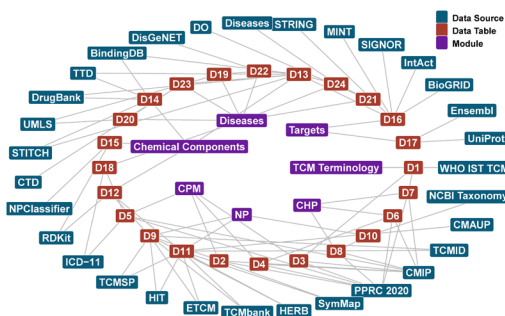 Data Source
Data Table
Module
DO
Diseases
STRING
MINT
DisGeNET
SIGNOR
BindingDB
IntAct
TTD
D19
D22
D13
BioGRID
DrugBank
D23
D24
D14
D21
Ensembl
UMLS
D20
Diseases
D16
Targets
UniProt
STITCH
D15
Chemical Components
D17
CTD
D18
TCM Terminology
D1
WHO IST TCM
NPClassifier
D12
CPM
D7
NCBI Taxonomy
CHP
RDKit
D5
NP
D6
CMAUP
D9
D10
ICD-11
D11
D8
TCMID
D2
D4
D3
CMIP
TCMSP
PPRC 2020
HIT
SymMap
ETCM
TCMbank
HERB